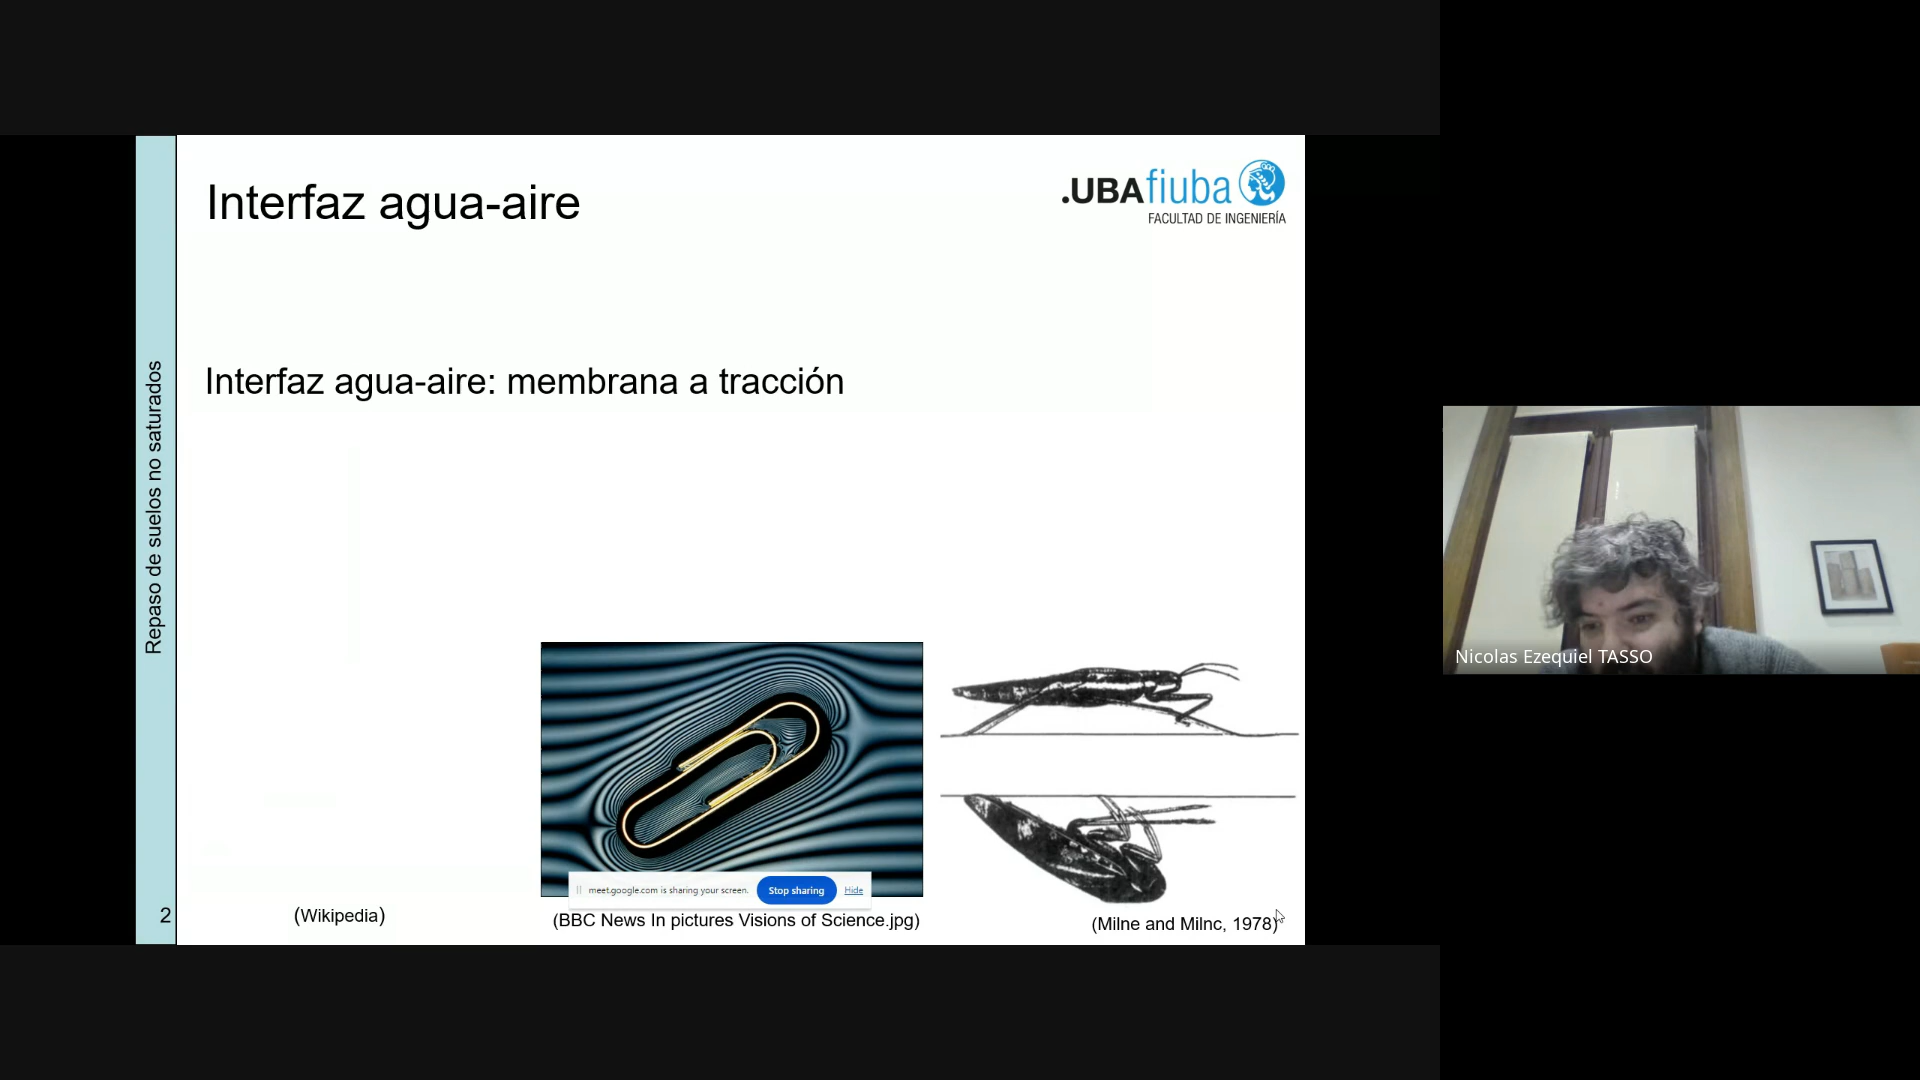 Interfaz agua-aire
.UBAfiuba
FACULTAD DE INGENIERÍA
Interfaz agua-aire: membrana a tracción
Repaso de suelos no saturados
2
(Wikipedia)
meet.google.com is sharing your screen.
Stop sharing
Hide
(BBC News In pictures Visions of Science.jpg)
(Milne and Milnc, 1978)
Nicolas Ezequiel TASSO